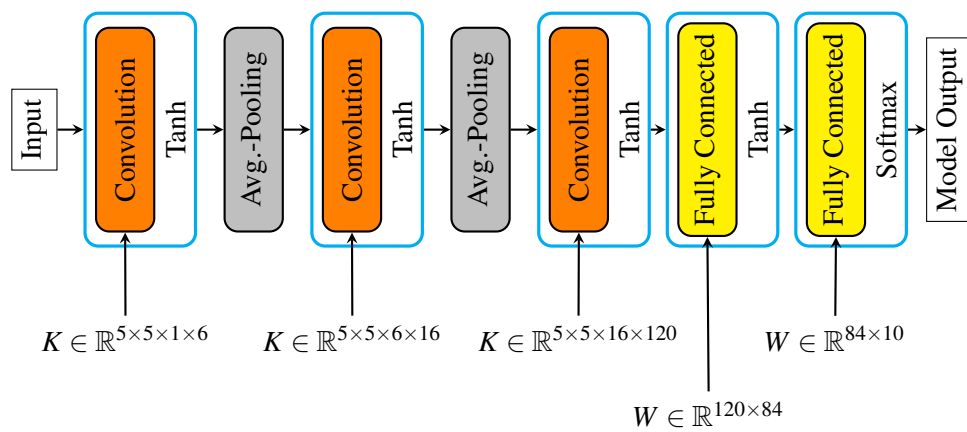 Input
Convolution
Tanh
Avg.-Pooling
Convolution
Tanh
Avg.-Pooling
Convolution
Tanh
Fully Connected
Tanh
Fully Connected
Softmax
Model Output
K ∈ ℝ^{5×5×1×6}
K ∈ ℝ^{5×5×6×16}
K ∈ ℝ^{5×5×16×120}
W ∈ ℝ^{84×10}
W ∈ ℝ^{120×84}